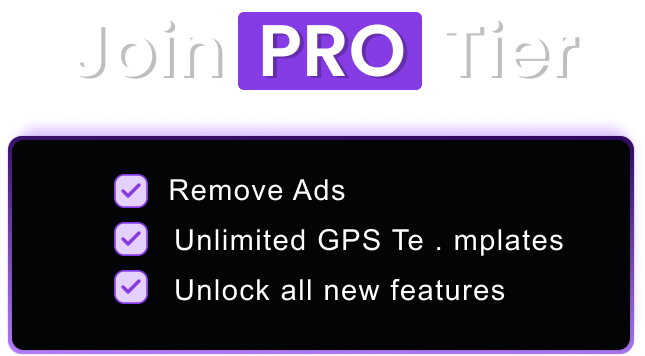 Join PRO Tier
Remove Ads
Unlimited GPS Te . mplates
Unlock all new features